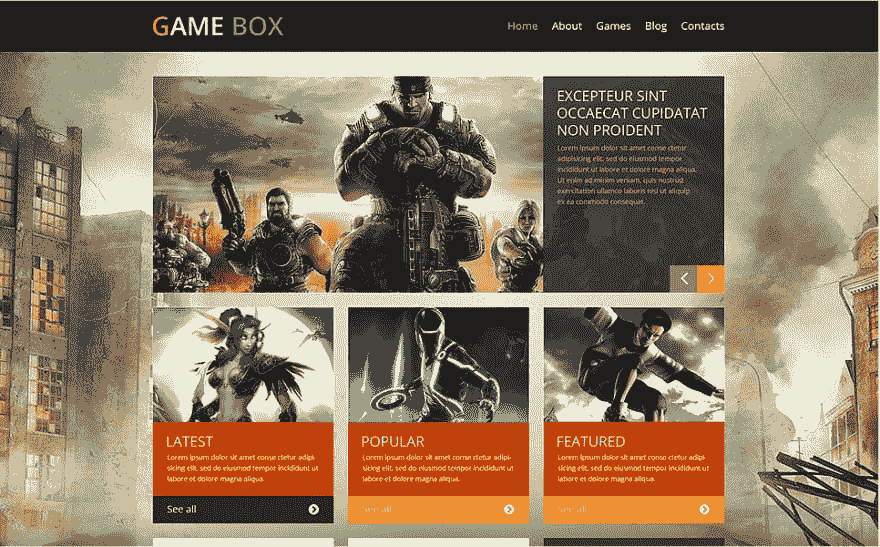 GAME BOX
Home About Games Blog Contacts
EXCEPTEUR SINT
OCCAECAT CUPIDATAT
NON PROIDENT
Lorem ipsum dolor sit amet conse ctetur
adipisicing elit, sed do eiusmod tempor
incididunt ut labore et dolore magna aliqua.
Ut enim ad minim veniam, quis nostrud
exercitation ullamco laboris nisi ut aliquip
ex ea commodo consequat.
LATEST
Lorem ipsum dolor sit amet conse ctetur adipi-
sicing elit, sed do eiusmod tempor incididunt ut
labore et dolore magna aliqua.
See all
POPULAR
Lorem ipsum dolor sit amet conse ctetur adipi-
sicing elit, sed do eiusmod tempor incididunt ut
labore et dolore magna aliqua.
See all
FEATURED
Lorem ipsum dolor sit amet conse ctetur adipi-
sicing elit, sed do eiusmod tempor incididunt ut
labore et dolore magna aliqua.
See all